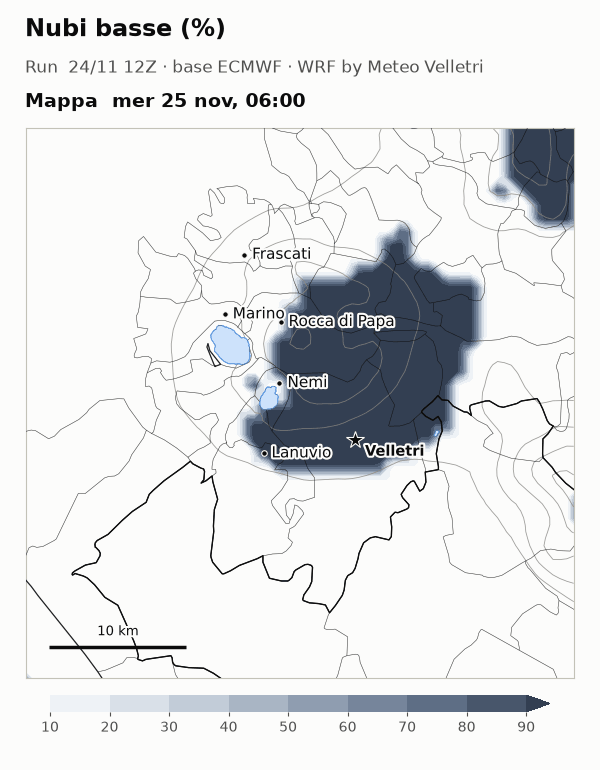 Nubi basse (%)
Run  24/11 12Z · base ECMWF · WRF by Meteo Velletri
Mappa  mer 25 nov, 06:00
Frascati
Marino
Rocca di Papa
Nemi
Velletri
Lanuvio
10 km
10 20 30 40 50 60 70 80 90